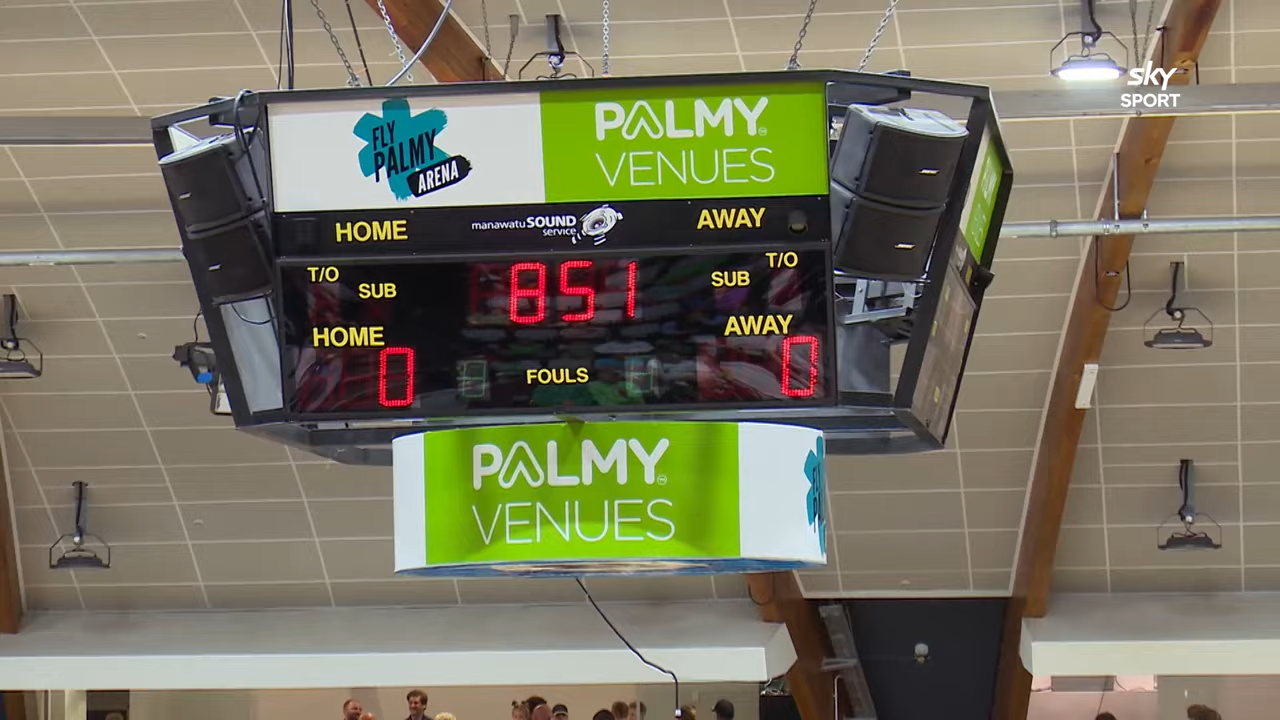 sky
SPORT
FLY
PALMY
ARENA
PALMY
VENUES
HOME
manawatu SOUND
service
AWAY
T/O
SUB
851
SUB
T/O
HOME
AWAY
0
FOULS
0
PALMY
VENUES